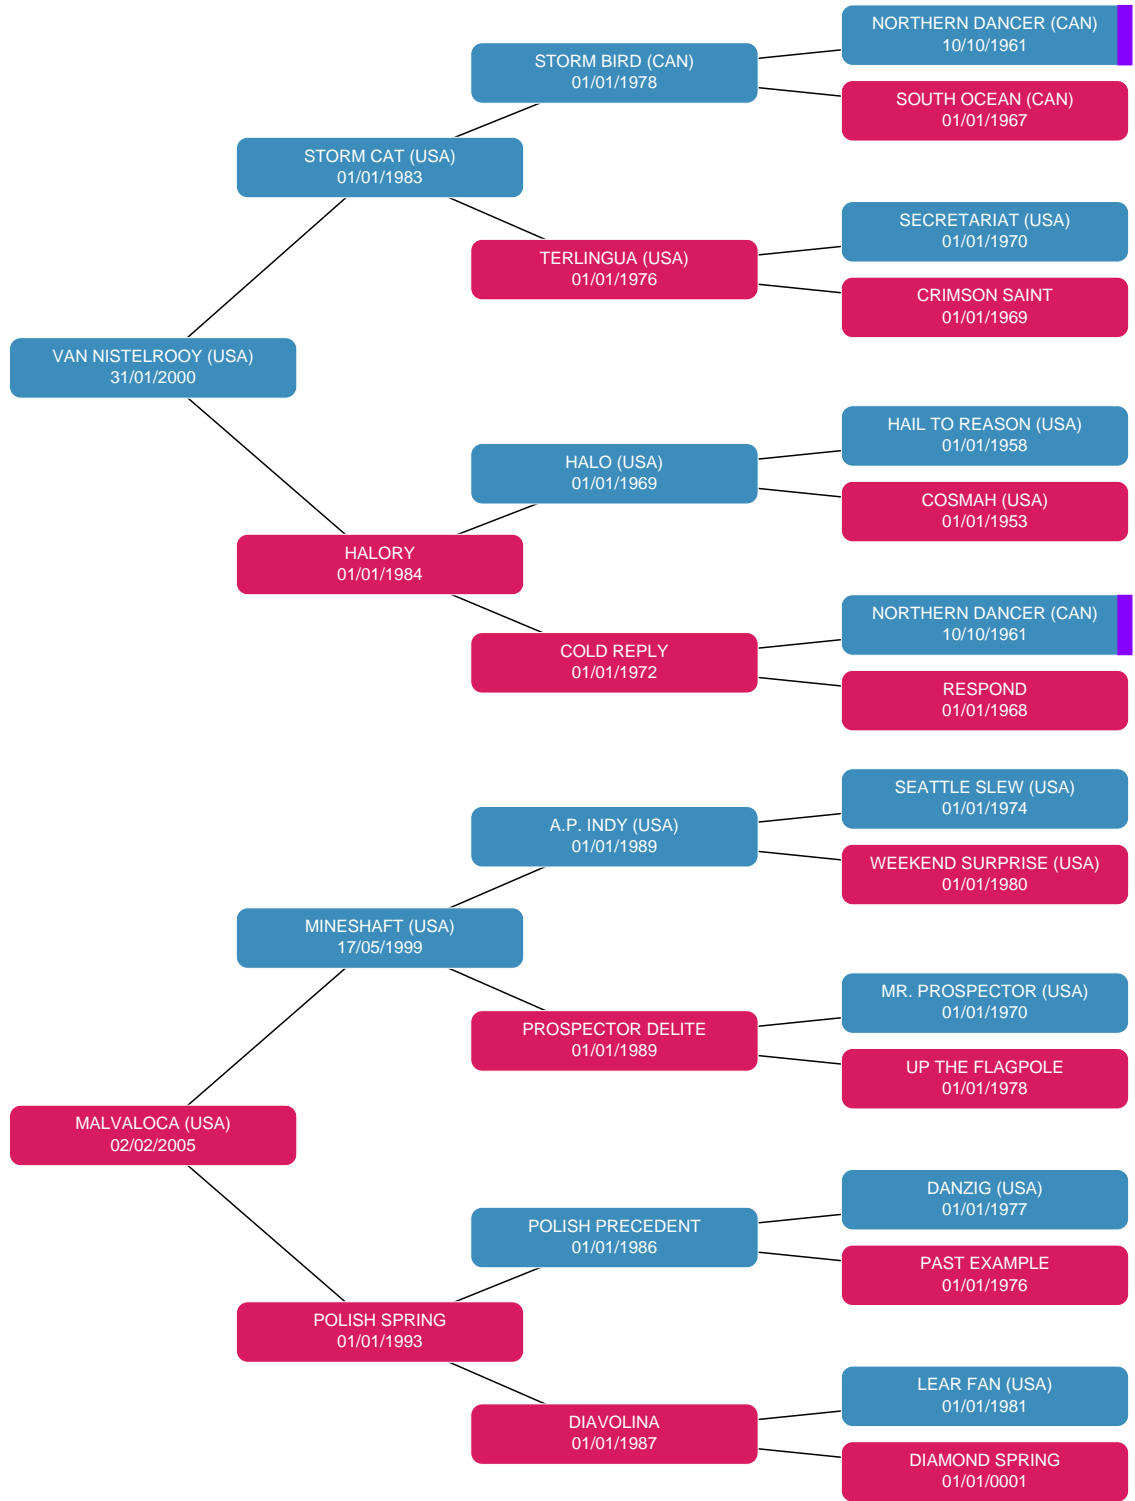 NORTHERN DANCER (CAN)
10/10/1961
STORM BIRD (CAN)
01/01/1978
SOUTH OCEAN (CAN)
01/01/1967
STORM CAT (USA)
01/01/1983
SECRETARIAT (USA)
01/01/1970
TERLINGUA (USA)
01/01/1976
CRIMSON SAINT
01/01/1969
VAN NISTELROOY (USA)
31/01/2000
HAIL TO REASON (USA)
01/01/1958
HALO (USA)
01/01/1969
COSMAH (USA)
01/01/1953
HALORY
01/01/1984
NORTHERN DANCER (CAN)
10/10/1961
COLD REPLY
01/01/1972
RESPOND
01/01/1968
SEATTLE SLEW (USA)
01/01/1974
A.P. INDY (USA)
01/01/1989
WEEKEND SURPRISE (USA)
01/01/1980
MINESHAFT (USA)
17/05/1999
MR. PROSPECTOR (USA)
01/01/1970
PROSPECTOR DELITE
01/01/1989
UP THE FLAGPOLE
01/01/1978
MALVALOCA (USA)
02/02/2005
DANZIG (USA)
01/01/1977
POLISH PRECEDENT
01/01/1986
PAST EXAMPLE
01/01/1976
POLISH SPRING
01/01/1993
LEAR FAN (USA)
01/01/1981
DIAVOLINA
01/01/1987
DIAMOND SPRING
01/01/0001